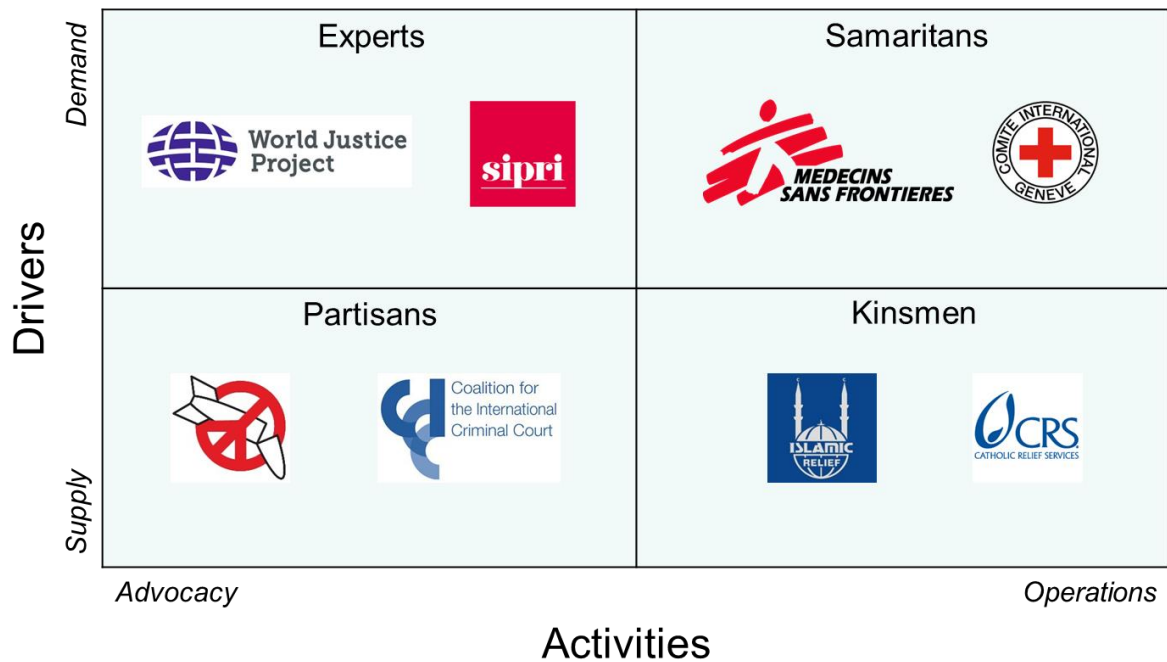 Demand
Experts
Samaritans
World Justice
Project
sipri
MEDECINS
SANS FRONTIERES
COMITE INTERNATIONAL
GENEVE
Drivers
Partisans
Kinsmen
Coalition for
the International
Criminal Court
ISLAMIC
RELIEF
CRS
CATHOLIC RELIEF SERVICES
Supply
Advocacy
Operations
Activities